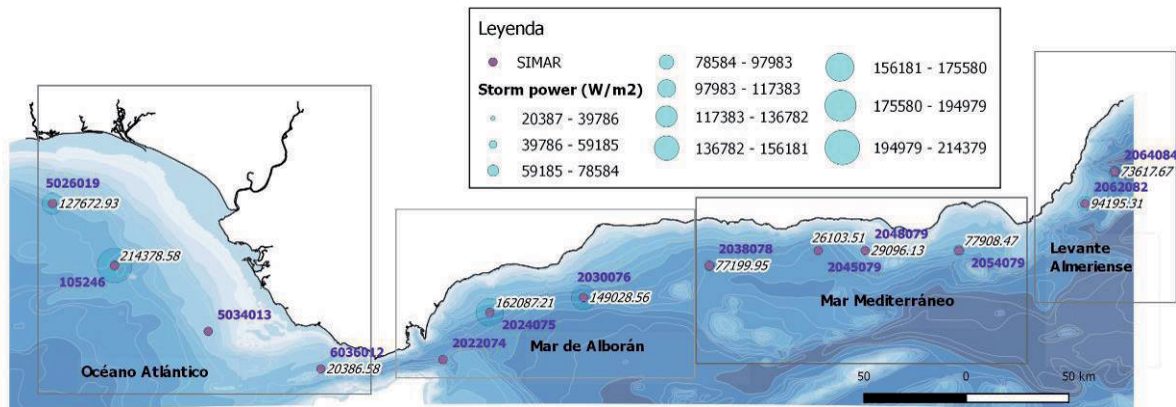 Leyenda
SIMAR
Storm power (W/m2)
20387 - 39786
39786 - 59185
59185 - 78584
78584 - 97983
97983 - 117383
117383 - 136782
136782 - 156181
156181 - 175580
175580 - 194979
194979 - 214379
5026019
127672.93
214378.58
105246
5034013
6036012
20386.58
Océano Atlántico
162087.21
2024075
2022074
2030076
149028.56
Mar de Alborán
2038078
77199.95
26103.51
2045079
2048079
29096.13
77908.47
2054079
Mar Mediterráneo
2064084
73617.67
2062082
94195.31
Levante
Almeriense
50 0 50 km